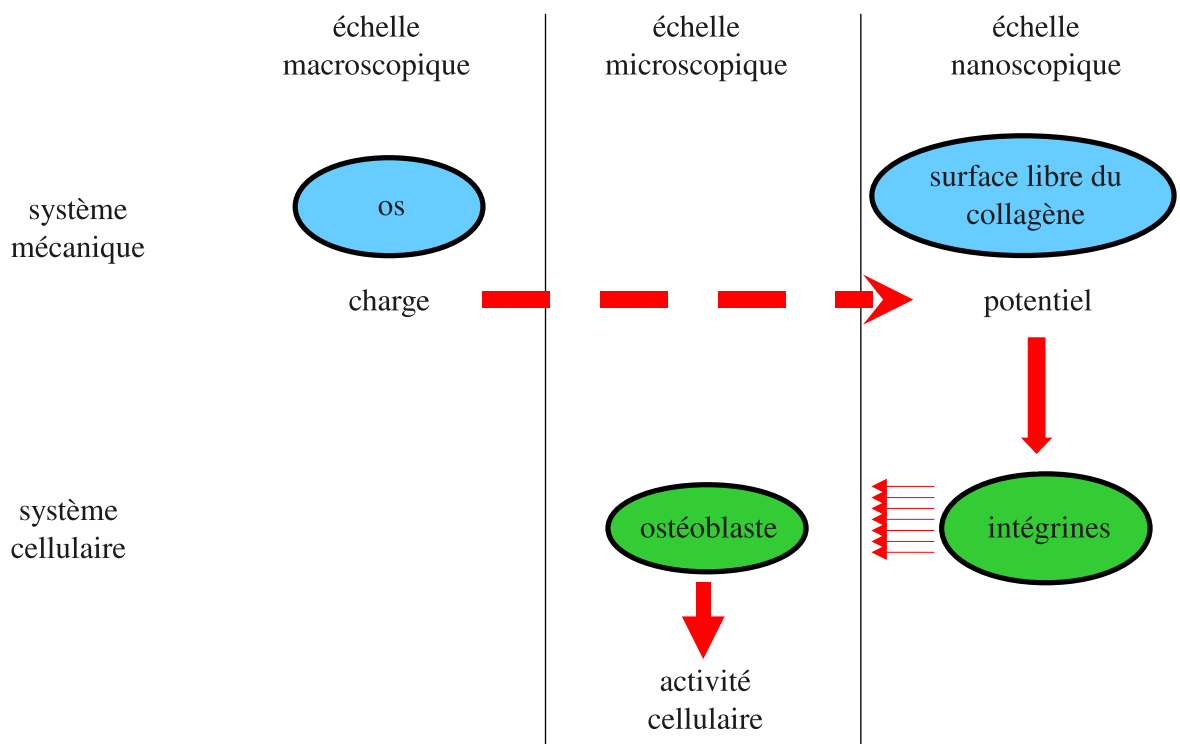 échelle
macroscopique
échelle
microscopique
échelle
nanoscopique
système
mécanique
os
surface libre du
collagène
charge
potentiel
système
cellulaire
ostéoblaste
intégrines
activité
cellulaire